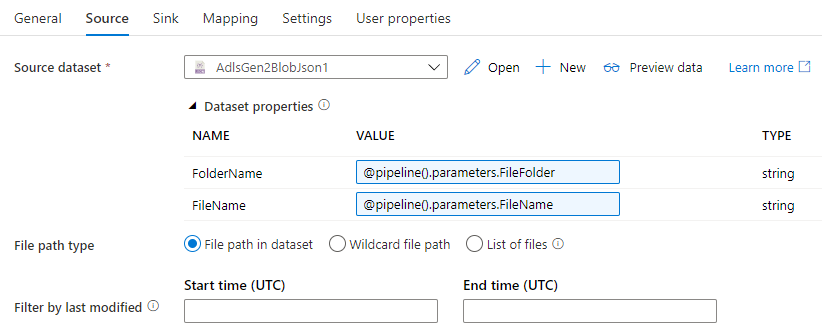 General Source Sink Mapping Settings User properties
Source dataset * AdlsGen2BlobJson1 Open New Preview data Learn more
Dataset properties
NAME VALUE TYPE
FolderName @pipeline().parameters.FileFolder string
FileName @pipeline().parameters.FileName string
File path type File path in dataset Wildcard file path List of files
Start time (UTC) End time (UTC)
Filter by last modified